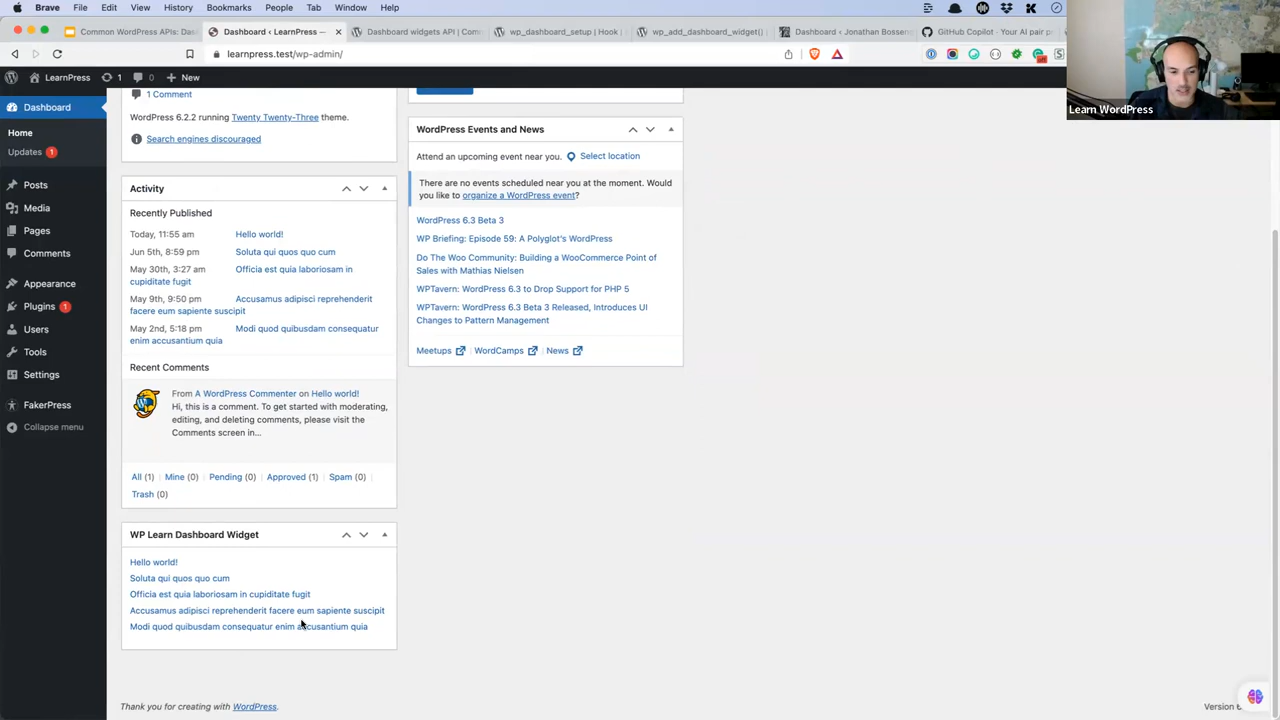 Brave File Edit View History Bookmarks People Tab Window Help
Common WordPress APIs: Das
Dashboard ‹ LearnPress —
Dashboard widgets API | Com
wp_dashboard_setup | Hook |
wp_add_dashboard_widget()
Dashboard ‹ Jonathan Bossen
GitHub Copilot · Your AI pair p
learnpress.test/wp-admin/
LearnPress 1 0 New
Learn WordPress
Dashboard
Home
Updates 1
Posts
Media
Pages
Comments
Appearance
Plugins 1
Users
Tools
Settings
FakerPress
Collapse menu
1 Comment
WordPress 6.2.2 running Twenty Twenty-Three theme.
Search engines discouraged
Activity
Recently Published
Today, 11:55 am Hello world!
Jun 5th, 8:59 pm Soluta qui quos quo cum
May 30th, 3:27 am Officia est quia laboriosam in
cupiditate fugit
May 9th, 9:50 pm Accusamus adipisci reprehenderit
facere eum sapiente suscipit
May 2nd, 5:18 pm Modi quod quibusdam consequatur
enim accusantium quia
Recent Comments
From A WordPress Commenter on Hello world!
Hi, this is a comment. To get started with moderating,
editing, and deleting comments, please visit the
Comments screen in…
All (1) | Mine (0) | Pending (0) | Approved (1) | Spam (0) |
Trash (0)
WP Learn Dashboard Widget
Hello world!
Soluta qui quos quo cum
Officia est quia laboriosam in cupiditate fugit
Accusamus adipisci reprehenderit facere eum sapiente suscipit
Modi quod quibusdam consequatur enim accusantium quia
WordPress Events and News
Attend an upcoming event near you. Select location
There are no events scheduled near you at the moment. Would
you like to organize a WordPress event?
WordPress 6.3 Beta 3
WP Briefing: Episode 59: A Polyglot's WordPress
Do The Woo Community: Building a WooCommerce Point of
Sales with Mathias Nielsen
WPTavern: WordPress 6.3 to Drop Support for PHP 5
WPTavern: WordPress 6.3 Beta 3 Released, Introduces UI
Changes to Pattern Management
Meetups | WordCamps | News
Thank you for creating with WordPress.
Version